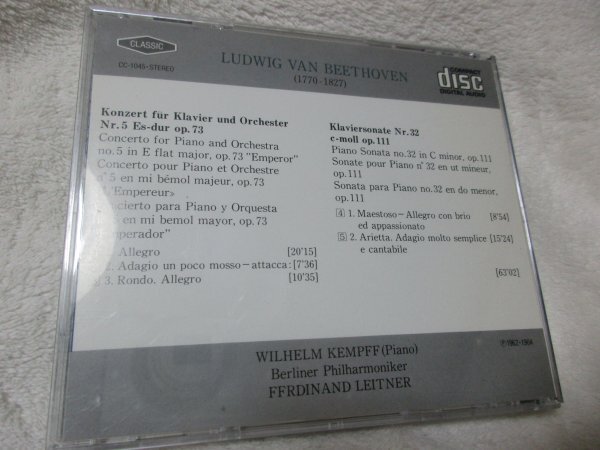 CLASSIC
CC-1045・STEREO
LUDWIG VAN BEETHOVEN
(1770-1827)
COMPACT
disc
DIGITAL AUDIO
Konzert für Klavier und Orchester
Nr. 5 Es-dur op. 73
Concerto for Piano and Orchestra
no. 5 in E flat major, op. 73 "Emperor"
Concerto pour Piano et Orchestre
n° 5 en mi bémol majeur, op. 73
"Empereur»
Concierto para Piano y Orquesta
en mi bemol mayor, op. 73
"Emperador"
Allegro [20'15]
2. Adagio un poco mosso－attacca: [7'36]
3. Rondo. Allegro [10'35]
Klaviersonate Nr. 32
c-moll op. 111
Piano Sonata no. 32 in C minor, op. 111
Sonate pour Piano n° 32 en ut mineur,
op. 111
Sonata para Piano no. 32 en do menor,
op. 111
4 1. Maestoso－Allegro con brio [8'54]
ed appassionato
5 2. Arietta. Adagio molto semplice [15'24]
e cantabile
[63'02]
WILHELM KEMPFF (Piano)
Berliner Philharmoniker
FFRDINAND LEITNER
℗1962・1964